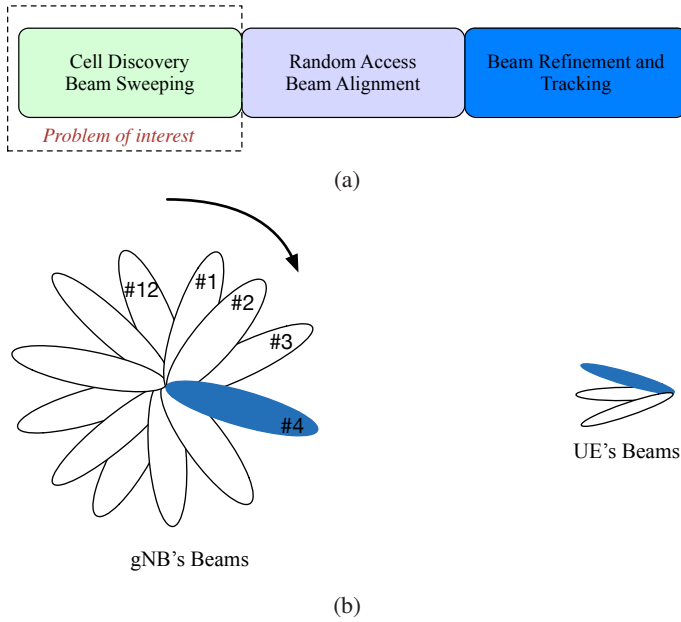 Cell Discovery
Beam Sweeping
Random Access
Beam Alignment
Beam Refinement and
Tracking
Problem of interest
(a)
#12
#1
#2
#3
#4
UE's Beams
gNB's Beams
(b)